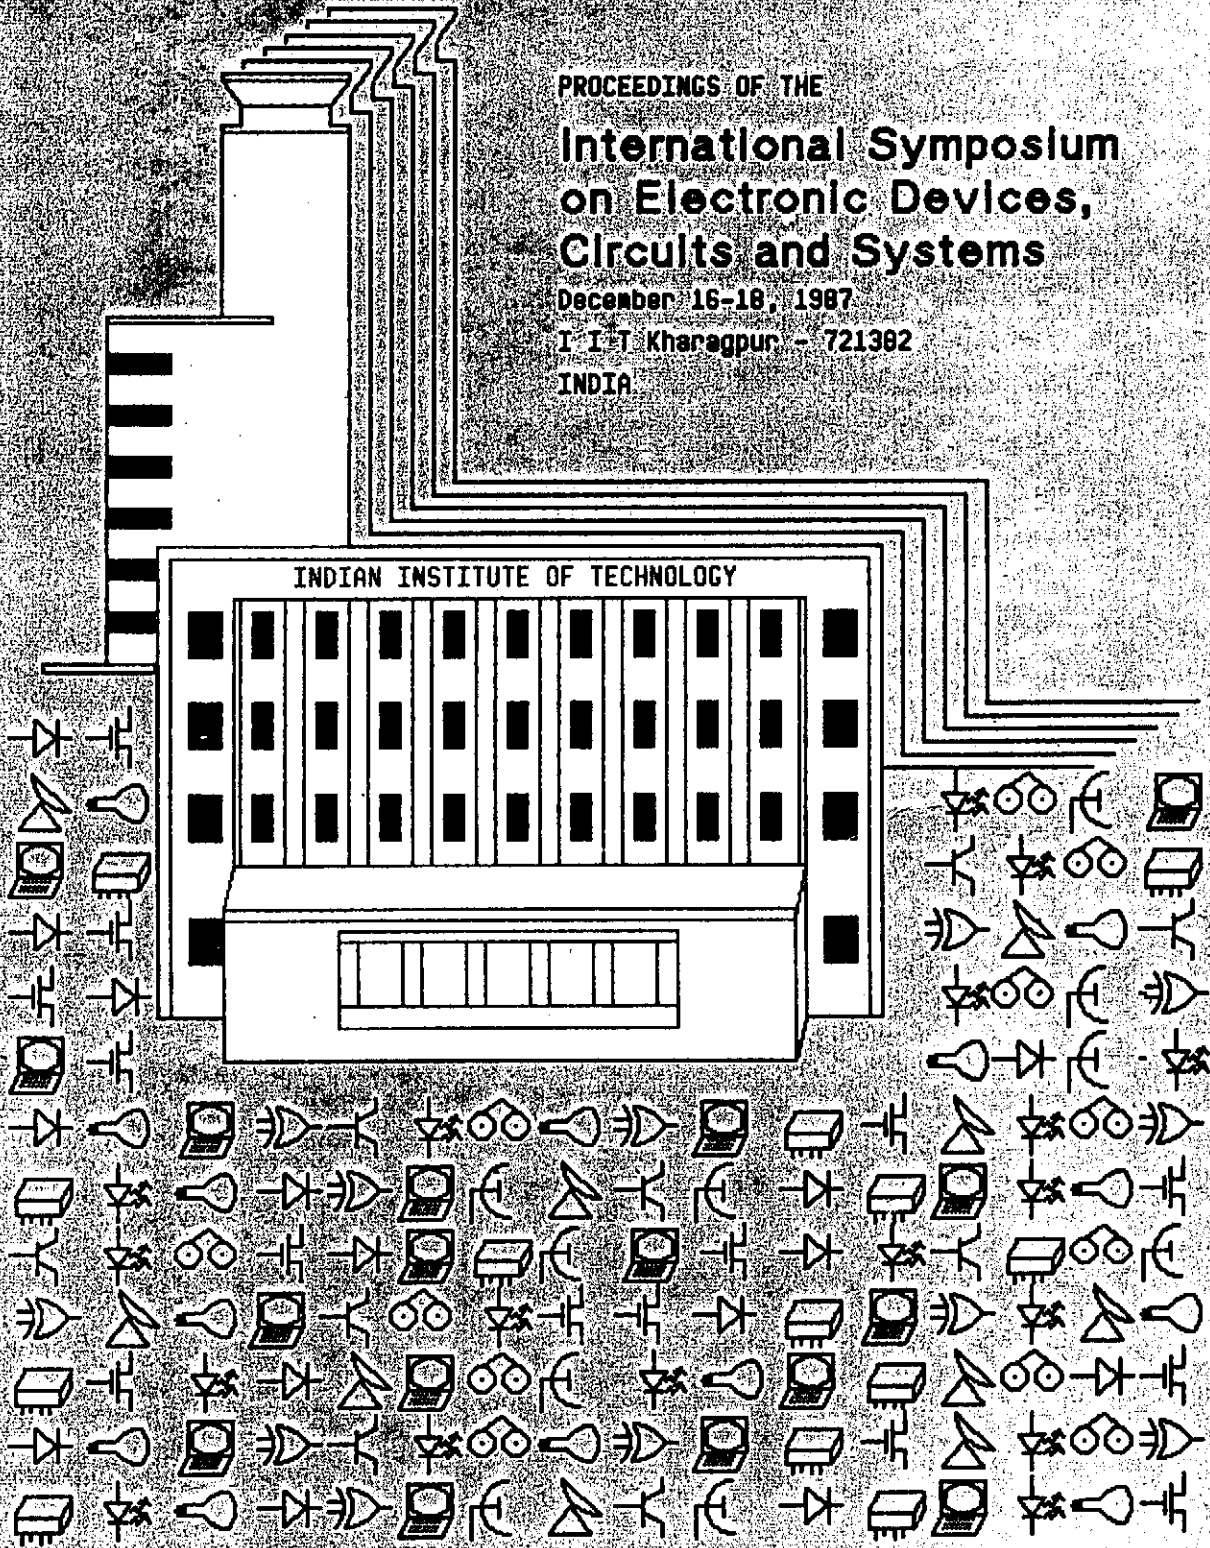 PROCEEDINGS OF THE
International Symposium
on Electronic Devices,
Circuits and Systems
December 16-18, 1987
I I T Kharagpur - 721302
INDIA
INDIAN INSTITUTE OF TECHNOLOGY